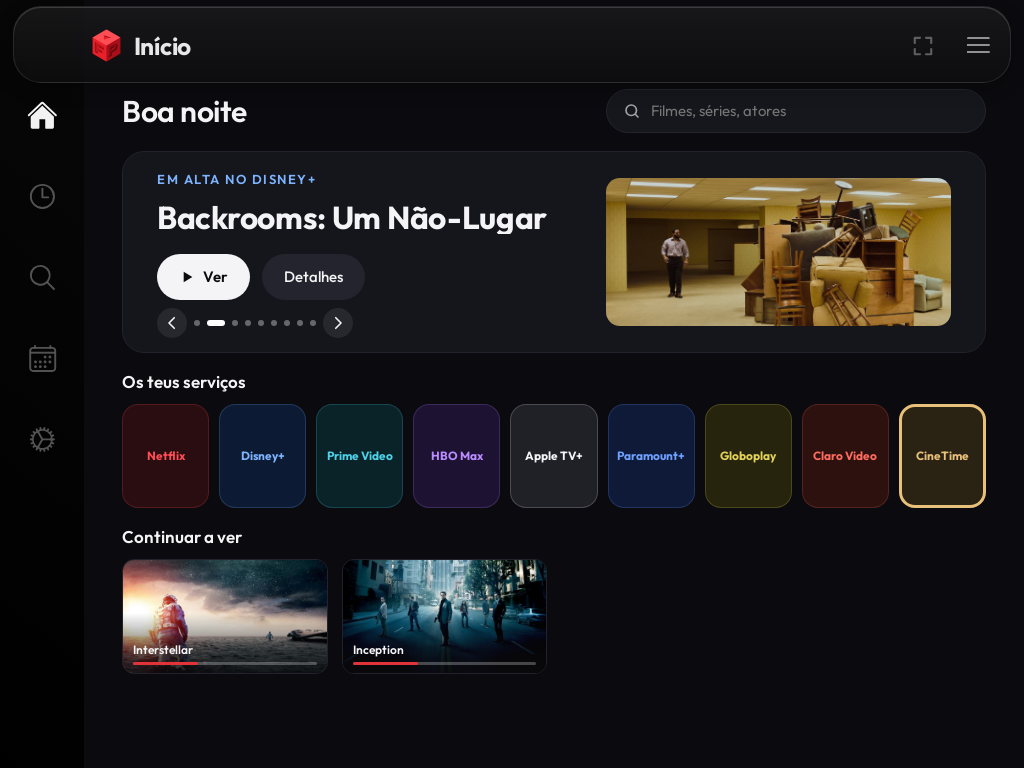 Início
Boa noite
Filmes, séries, atores
EM ALTA NO DISNEY+
Backrooms: Um Não-Lugar
Ver
Detalhes
Os teus serviços
Netflix
Disney+
Prime Video
HBO Max
Apple TV+
Paramount+
Globoplay
Claro Video
CineTime
Continuar a ver
Interstellar
Inception